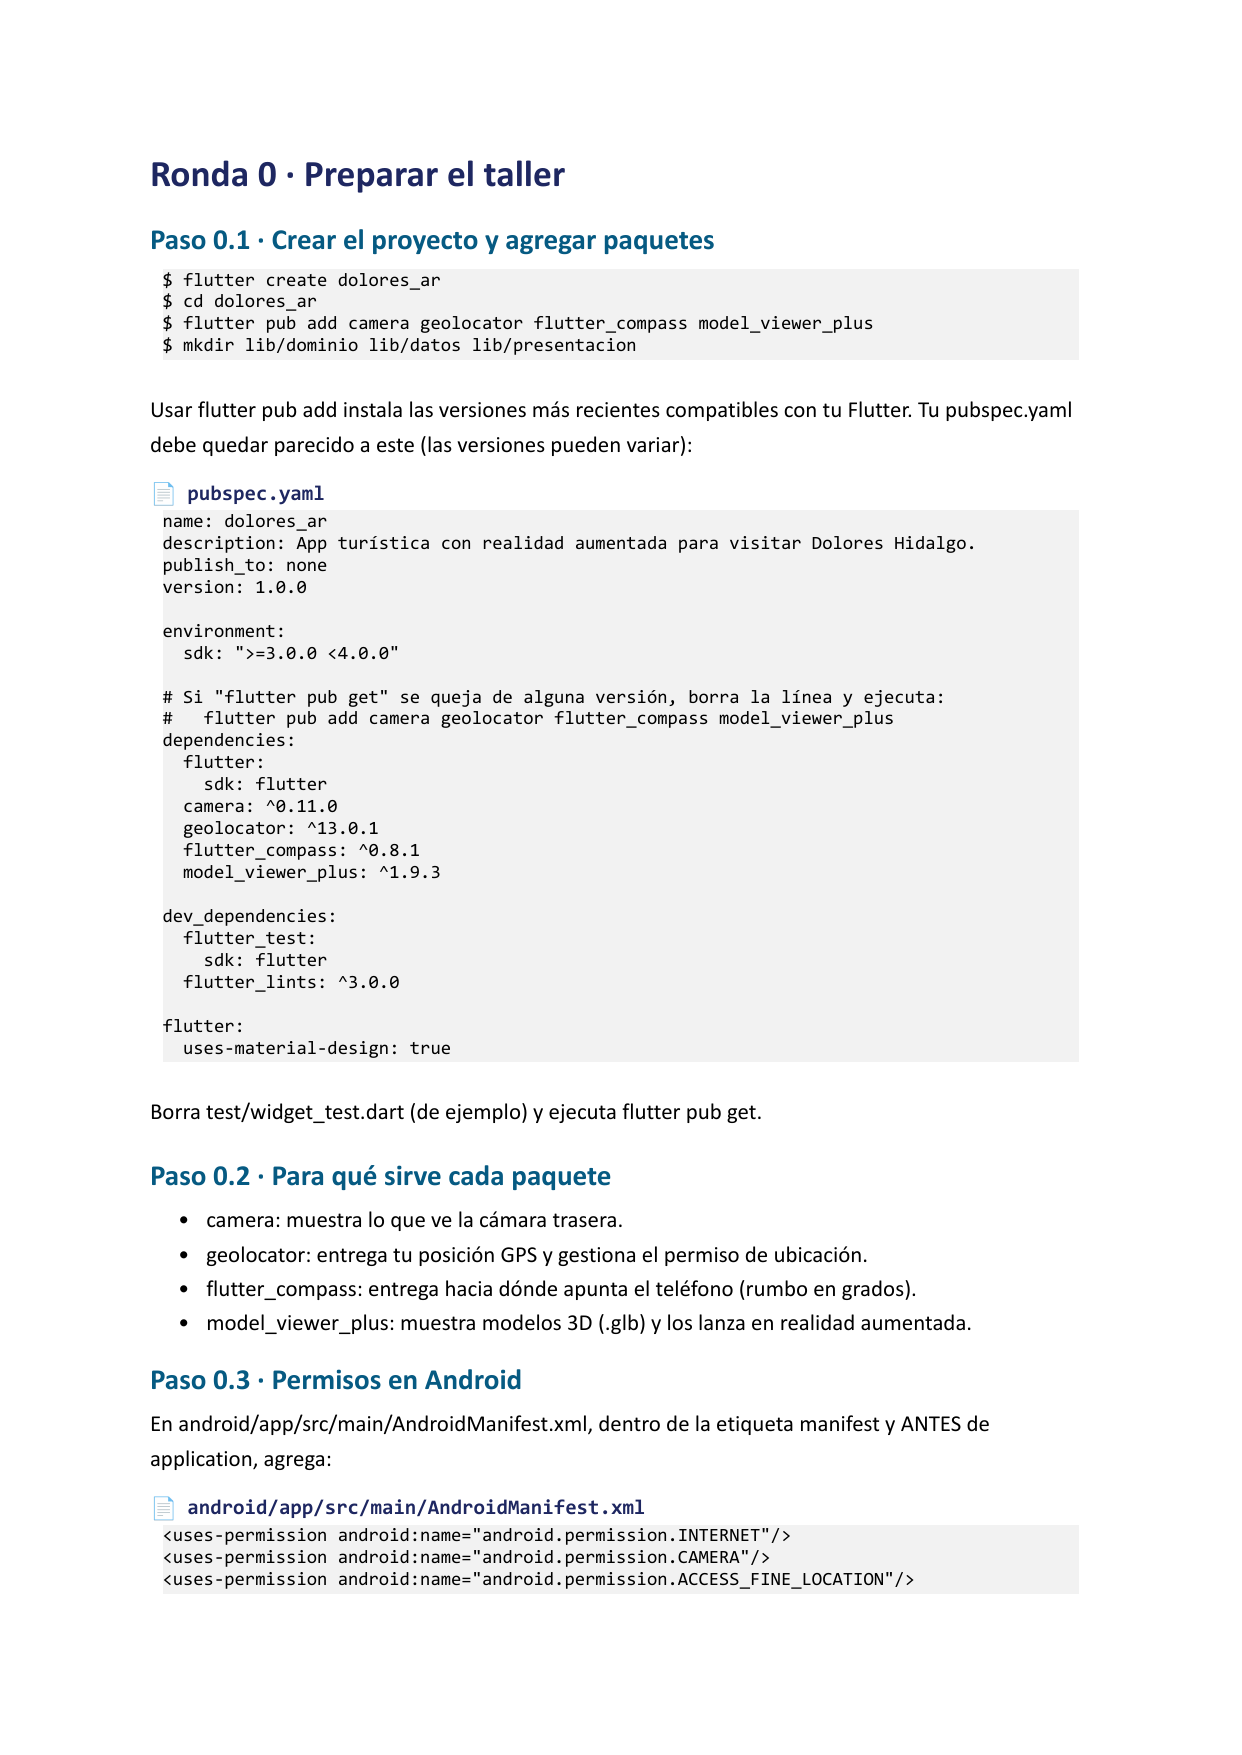 Ronda 0 · Preparar el taller
Paso 0.1 · Crear el proyecto y agregar paquetes
$ flutter create dolores_ar
$ cd dolores_ar
$ flutter pub add camera geolocator flutter_compass model_viewer_plus
$ mkdir lib/dominio lib/datos lib/presentacion
Usar flutter pub add instala las versiones más recientes compatibles con tu Flutter. Tu pubspec.yaml
debe quedar parecido a este (las versiones pueden variar):
📄 pubspec.yaml
name: dolores_ar
description: App turística con realidad aumentada para visitar Dolores Hidalgo.
publish_to: none
version: 1.0.0
environment:
  sdk: ">=3.0.0 <4.0.0"
# Si "flutter pub get" se queja de alguna versión, borra la línea y ejecuta:
#   flutter pub add camera geolocator flutter_compass model_viewer_plus
dependencies:
  flutter:
    sdk: flutter
  camera: ^0.11.0
  geolocator: ^13.0.1
  flutter_compass: ^0.8.1
  model_viewer_plus: ^1.9.3
dev_dependencies:
  flutter_test:
    sdk: flutter
  flutter_lints: ^3.0.0
flutter:
  uses-material-design: true
Borra test/widget_test.dart (de ejemplo) y ejecuta flutter pub get.
Paso 0.2 · Para qué sirve cada paquete
• camera: muestra lo que ve la cámara trasera.
• geolocator: entrega tu posición GPS y gestiona el permiso de ubicación.
• flutter_compass: entrega hacia dónde apunta el teléfono (rumbo en grados).
• model_viewer_plus: muestra modelos 3D (.glb) y los lanza en realidad aumentada.
Paso 0.3 · Permisos en Android
En android/app/src/main/AndroidManifest.xml, dentro de la etiqueta manifest y ANTES de
application, agrega:
📄 android/app/src/main/AndroidManifest.xml
<uses-permission android:name="android.permission.INTERNET"/>
<uses-permission android:name="android.permission.CAMERA"/>
<uses-permission android:name="android.permission.ACCESS_FINE_LOCATION"/>